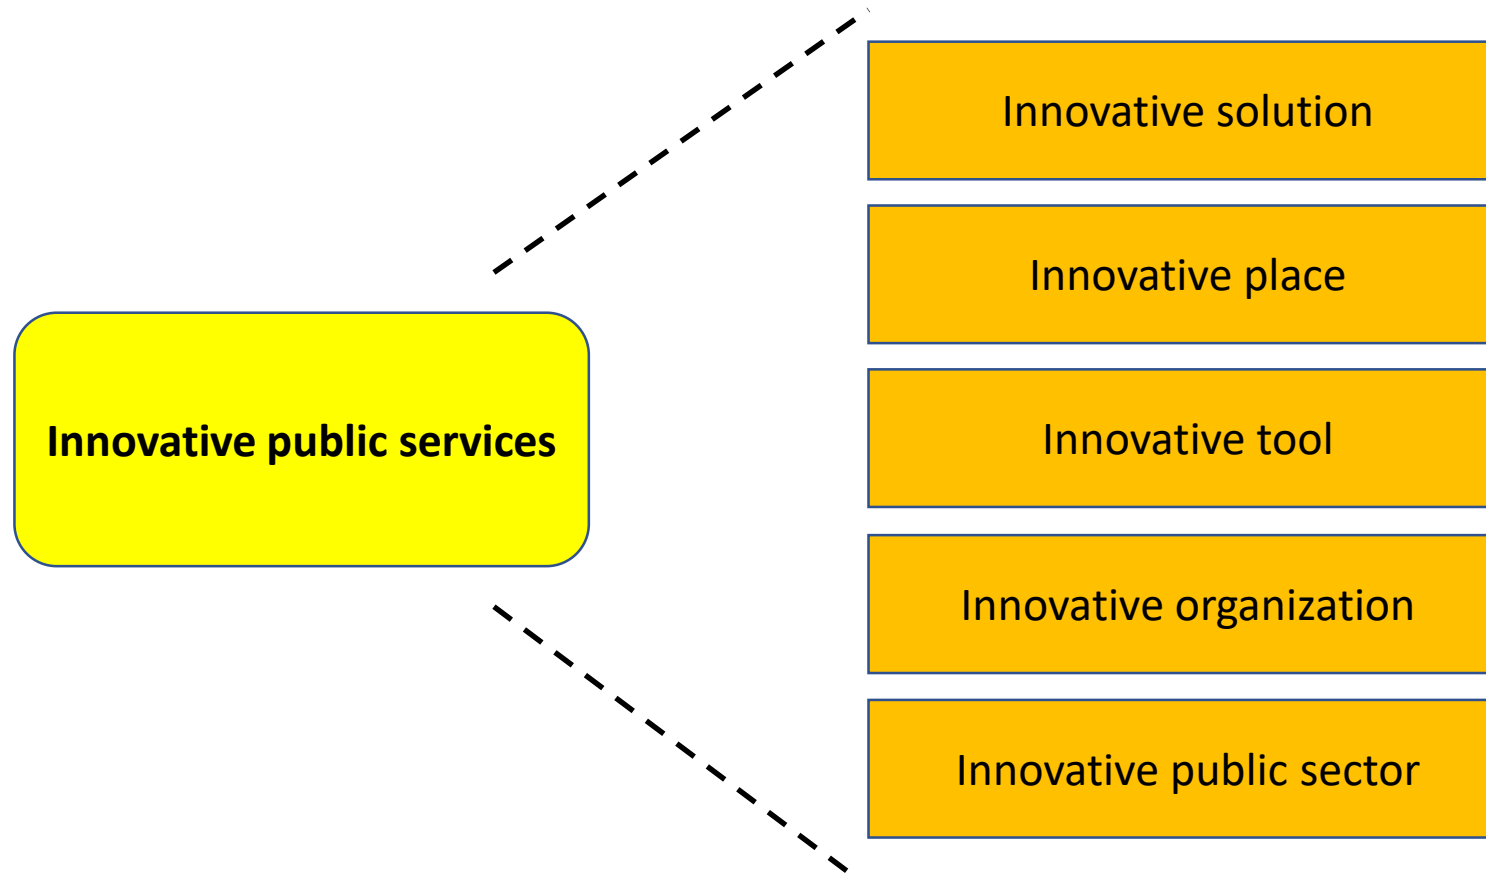 Innovative public services
Innovative solution
Innovative place
Innovative tool
Innovative organization
Innovative public sector